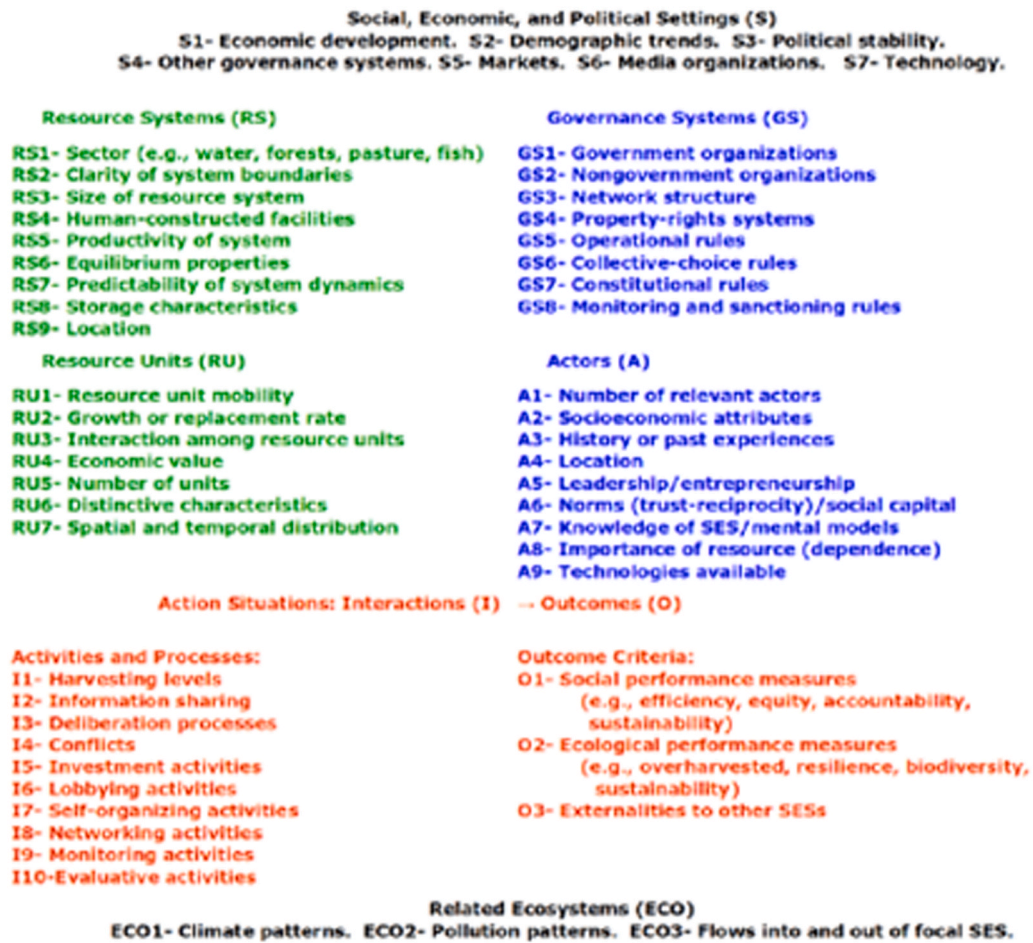 Social, Economic, and Political Settings (S)
S1- Economic development. S2- Demographic trends. S3- Political stability.
S4- Other governance systems. S5- Markets. S6- Media organizations. S7- Technology.
Resource Systems (RS)
RS1- Sector (e.g., water, forests, pasture, fish)
RS2- Clarity of system boundaries
RS3- Size of resource system
RS4- Human-constructed facilities
RS5- Productivity of system
RS6- Equilibrium properties
RS7- Predictability of system dynamics
RS8- Storage characteristics
RS9- Location
Governance Systems (GS)
GS1- Government organizations
GS2- Nongovernment organizations
GS3- Network structure
GS4- Property-rights systems
GS5- Operational rules
GS6- Collective-choice rules
GS7- Constitutional rules
GS8- Monitoring and sanctioning rules
Resource Units (RU)
RU1- Resource unit mobility
RU2- Growth or replacement rate
RU3- Interaction among resource units
RU4- Economic value
RU5- Number of units
RU6- Distinctive characteristics
RU7- Spatial and temporal distribution
Actors (A)
A1- Number of relevant actors
A2- Socioeconomic attributes
A3- History or past experiences
A4- Location
A5- Leadership/entrepreneurship
A6- Norms (trust-reciprocity)/social capital
A7- Knowledge of SES/mental models
A8- Importance of resource (dependence)
A9- Technologies available
Action Situations: Interactions (I) → Outcomes (O)
Activities and Processes:
I1- Harvesting levels
I2- Information sharing
I3- Deliberation processes
I4- Conflicts
I5- Investment activities
I6- Lobbying activities
I7- Self-organizing activities
I8- Networking activities
I9- Monitoring activities
I10-Evaluative activities
Outcome Criteria:
O1- Social performance measures
(e.g., efficiency, equity, accountability,
sustainability)
O2- Ecological performance measures
(e.g., overharvested, resilience, biodiversity,
sustainability)
O3- Externalities to other SESs
Related Ecosystems (ECO)
ECO1- Climate patterns. ECO2- Pollution patterns. ECO3- Flows into and out of focal SES.